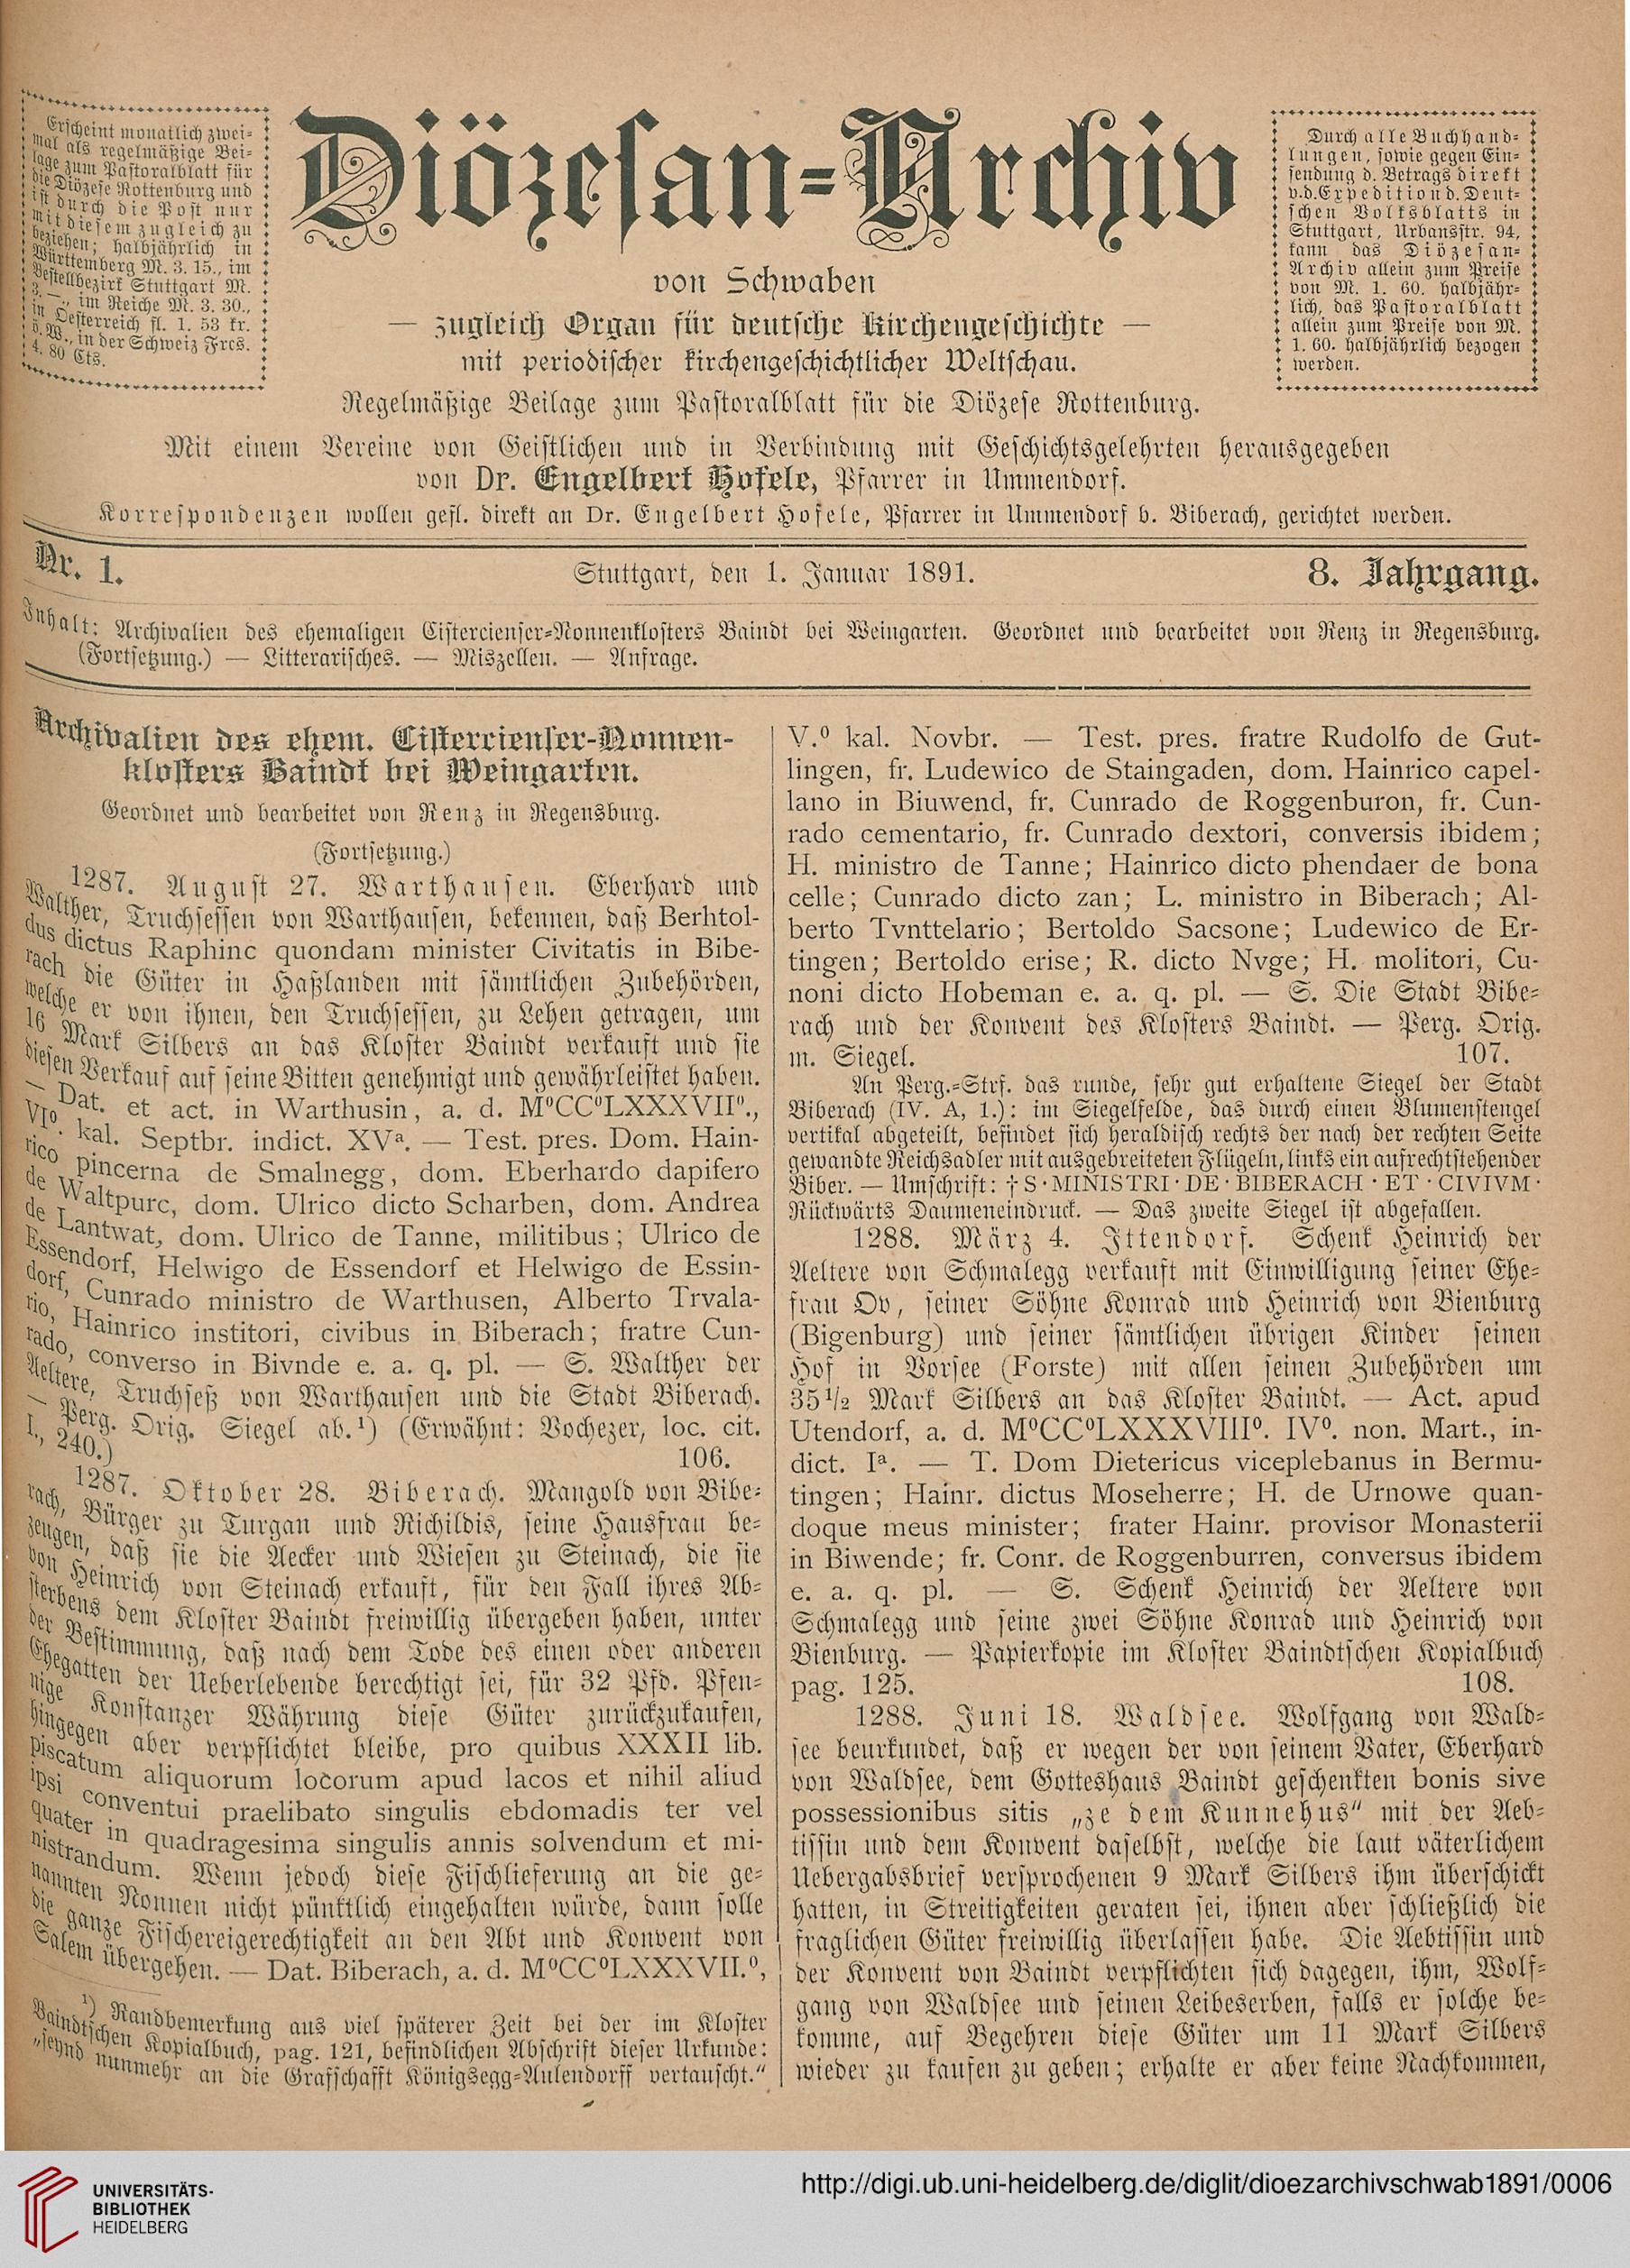 Erscheint monatlich zwei-
mal als regelmäßige Bei-
lage zum Pastoralblatt für
die Diözese Rottenburg und
ist durch die Post nur
mit diesem zugleich zu
beziehen; halbjährlich in
Württemberg M. 3. 15., im
Bestellbezirk Stuttgart M.
3. —., im Reiche M. 3. 30.,
in Oesterreich fl. 1. 53 kr.
ö. W., in der Schweiz Frcs.
4. 80 Cts.
Diözesan-Archiv
von Schwaben
— zugleich Organ für deutsche Kirchengeschichte —
mit periodischer kirchengeschichtlicher Weltschau.
Durch alle Buchhand-
lungen, sowie gegen Ein-
sendung d. Betrags direkt
v. d. Expedition d. Deut-
schen Volksblatts in
Stuttgart, Urbansstr. 94,
kann das Diözesan-
Archiv allein zum Preise
von M. 1. 60. halbjähr-
lich, das Pastoralblatt
allein zum Preise von M.
1. 60. halbjährlich bezogen
werden.
Regelmäßige Beilage zum Pastoralblatt für die Diözese Rottenburg.
Mit einem Vereine von Geistlichen und in Verbindung mit Geschichtsgelehrten herausgegeben
von Dr. Engelbert Hofele, Pfarrer in Ummendorf.
Korrespondenzen wollen gefl. direkt an Dr. Engelbert Hofele, Pfarrer in Ummendorf b. Biberach, gerichtet werden.
Nr. 1.
Stuttgart, den 1. Januar 1891.
8. Jahrgang.
Inhalt: Archivalien des ehemaligen Cistercienser-Nonnenklosters Baindt bei Weingarten. Geordnet und bearbeitet von Renz in Regensburg.
(Fortsetzung.) — Litterarisches. — Miszellen. — Anfrage.
Archivalien des ehem. Cistercienser-Nonnen-
klosters Baindt bei Weingarten.
Geordnet und bearbeitet von Renz in Regensburg.
(Fortsetzung.)
1287. August 27. Warthausen. Eberhard und
Walther, Truchsessen von Warthausen, bekennen, daß Berhtol-
dus dictus Raphinc quondam minister Civitatis in Bibe-
rach die Güter in Haßlanden mit sämtlichen Zubehörden,
welche er von ihnen, den Truchsessen, zu Lehen getragen, um
16 Mark Silbers an das Kloster Baindt verkauft und sie
diesen Verkauf auf seine Bitten genehmigt und gewährleistet haben.
— Dat. et act. in Warthusin, a. d. MºCCºLXXXVIIº.,
VIº. kal. Septbr. indict. XVª. — Test. pres. Dom. Hain-
rico pincerna de Smalnegg, dom. Eberhardo dapifero
de Waltpurc, dom. Ulrico dicto Scharben, dom. Andrea
de Lantwat, dom. Ulrico de Tanne, militibus; Ulrico de
Essendorf, Helwigo de Essendorf et Helwigo de Essin-
dorf, Cunrado ministro de Warthusen, Alberto Trvala-
rio, Hainrico institori, civibus in Biberach; fratre Cun-
rado, converso in Bivnde e. a. q. pl. — S. Walther der
Aeltere, Truchseß von Warthausen und die Stadt Biberach.
— Perg. Orig. Siegel ab.¹) (Erwähnt: Vochezer, loc. cit.
I., 240.) 106.
1287. Oktober 28. Biberach. Mangold von Bibe-
rach, Bürger zu Turgau und Richildis, seine Hausfrau be-
zeugen, daß sie die Aecker und Wiesen zu Steinach, die sie
von Heinrich von Steinach erkauft, für den Fall ihres Ab-
sterbens dem Kloster Baindt freiwillig übergeben haben, unter
der Bestimmung, daß nach dem Tode des einen oder anderen
Ehegatten der Ueberlebende berechtigt sei, für 32 Pfd. Pfen-
nige Konstanzer Währung diese Güter zurückzukaufen,
hingegen aber verpflichtet bleibe, pro quibus XXXII lib.
piscatum aliquorum locorum apud lacos et nihil aliud
ipsi conventui praelibato singulis ebdomadis ter vel
quater in quadragesima singulis annis solvendum et mi-
nistrandum. Wenn jedoch diese Fischlieferung an die ge-
nannten Nonnen nicht pünktlich eingehalten würde, dann solle
die ganze Fischereigerechtigkeit an den Abt und Konvent von
Salem übergehen. — Dat. Biberach, a. d. MºCCºLXXXVII.º,
¹) Randbemerkung aus viel späterer Zeit bei der im Kloster
Baindtschen Kopialbuch, pag. 121, befindlichen Abschrift dieser Urkunde:
„seynd nunmehr an die Grafschafft Königsegg-Aulendorff vertauscht.“
V.º kal. Novbr. — Test. pres. fratre Rudolfo de Gut-
lingen, fr. Ludewico de Staingaden, dom. Hainrico capel-
lano in Biuwend, fr. Cunrado de Roggenburon, fr. Cun-
rado cementario, fr. Cunrado dextori, conversis ibidem;
H. ministro de Tanne; Hainrico dicto phendaer de bona
celle; Cunrado dicto zan; L. ministro in Biberach; Al-
berto Tvnttelario; Bertoldo Sacsone; Ludewico de Er-
tingen; Bertoldo erise; R. dicto Nvge; H. molitori, Cu-
noni dicto Hobeman e. a. q. pl. — S. Die Stadt Bibe-
rach und der Konvent des Klosters Baindt. — Perg. Orig.
m. Siegel. 107.
An Perg.-Strf. das runde, sehr gut erhaltene Siegel der Stadt
Biberach (IV. A, 1.): im Siegelfelde, das durch einen Blumenstengel
vertikal abgeteilt, befindet sich heraldisch rechts der nach der rechten Seite
gewandte Reichsadler mit ausgebreiteten Flügeln, links ein aufrechtstehender
Biber. — Umschrift: † S · MINISTRI · DE · BIBERACH · ET · CIVIVM ·
Rückwärts Daumeneindruck. — Das zweite Siegel ist abgefallen.
1288. März 4. Ittendorf. Schenk Heinrich der
Aeltere von Schmalegg verkauft mit Einwilligung seiner Ehe-
frau Ov, seiner Söhne Konrad und Heinrich von Bienburg
(Bigenburg) und seiner sämtlichen übrigen Kinder seinen
Hof in Vorsee (Forste) mit allen seinen Zubehörden um
35½ Mark Silbers an das Kloster Baindt. — Act. apud
Utendorf, a. d. MºCCºLXXXVIIIº. IVº. non. Mart., in-
dict. Iª. — T. Dom Dietericus viceplebanus in Bermu-
tingen; Hainr. dictus Moseherre; H. de Urnowe quan-
doque meus minister; frater Hainr. provisor Monasterii
in Biwende; fr. Conr. de Roggenburren, conversus ibidem
e. a. q. pl. — S. Schenk Heinrich der Aeltere von
Schmalegg und seine zwei Söhne Konrad und Heinrich von
Bienburg. — Papierkopie im Kloster Baindtschen Kopialbuch
pag. 125. 108.
1288. Juni 18. Waldsee. Wolfgang von Wald-
see beurkundet, daß er wegen der von seinem Vater, Eberhard
von Waldsee, dem Gotteshaus Baindt geschenkten bonis sive
possessionibus sitis „ze dem Kunnehus“ mit der Aeb-
tissin und dem Konvent daselbst, welche die laut väterlichem
Uebergabsbrief versprochenen 9 Mark Silbers ihm überschickt
hatten, in Streitigkeiten geraten sei, ihnen aber schließlich die
fraglichen Güter freiwillig überlassen habe. Die Aebtissin und
der Konvent von Baindt verpflichten sich dagegen, ihm, Wolf-
gang von Waldsee und seinen Leibeserben, falls er solche be-
komme, auf Begehren diese Güter um 11 Mark Silbers
wieder zu kaufen zu geben; erhalte er aber keine Nachkommen,
UNIVERSITÄTS-
BIBLIOTHEK
HEIDELBERG
http://digi.ub.uni-heidelberg.de/diglit/dioezarchivschwab1891/0006